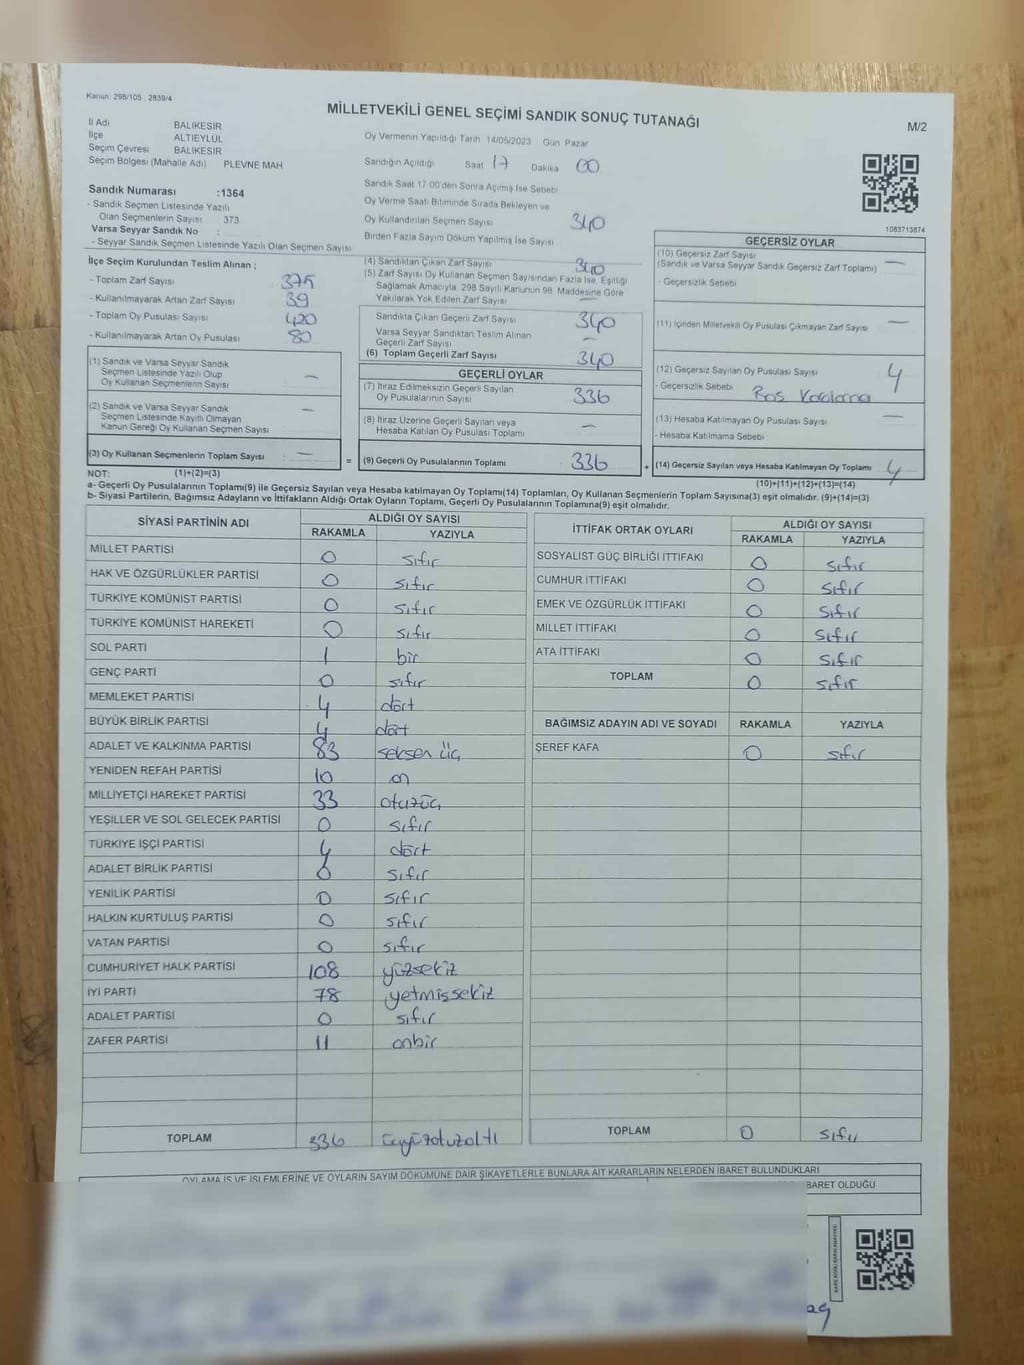 Kanun: 298/105 : 2839/4
MİLLETVEKİLİ GENEL SEÇİMİ SANDIK SONUÇ TUTANAĞI
M/2
İl Adı BALIKESİR
İlçe ALTIEYLÜL
Seçim Çevresi BALIKESİR
Seçim Bölgesi (Mahalle Adı) PLEVNE MAH
Oy Vermenin Yapıldığı Tarih 14/05/2023 Gün Pazar
Sandığın Açıldığı Saat 17 Dakika 00
Sandık Saat 17:00'den Sonra Açılmış İse Sebebi
Oy Verme Saati Bitiminde Sırada Bekleyen ve
Oy Kullandırılan Seçmen Sayısı 340
Birden Fazla Sayım Döküm Yapılmış İse Sayısı
Sandık Numarası :1364
- Sandık Seçmen Listesinde Yazılı
Olan Seçmenlerin Sayısı 373
Varsa Seyyar Sandık No :
- Seyyar Sandık Seçmen Listesinde Yazılı Olan Seçmen Sayısı
1083713874
İlçe Seçim Kurulundan Teslim Alınan :
- Toplam Zarf Sayısı 375
- Kullanılmayarak Artan Zarf Sayısı 39
- Toplam Oy Pusulası Sayısı 420
- Kullanılmayarak Artan Oy Pusulası 80
(1) Sandık ve Varsa Seyyar Sandık
Seçmen Listesinde Yazılı Olup
Oy Kullanan Seçmenlerin Sayısı —
(2) Sandık ve Varsa Seyyar Sandık
Seçmen Listesinde Kayıtlı Olmayan
Kanun Gereği Oy Kullanan Seçmen Sayısı —
(3) Oy Kullanan Seçmenlerin Toplam Sayısı : —
(4) Sandıktan Çıkan Zarf Sayısı 340
(5) Zarf Sayısı Oy Kullanan Seçmen Sayısından Fazla İse, Eşitliği
Sağlamak Amacıyla, 298 Sayılı Kanunun 98. Maddesine Göre
Yakılarak Yok Edilen Zarf Sayısı —
Sandıkta Çıkan Geçerli Zarf Sayısı 340
Varsa Seyyar Sandıktan Teslim Alınan
Geçerli Zarf Sayısı —
(6) Toplam Geçerli Zarf Sayısı 340
GEÇERLİ OYLAR
(7) İtiraz Edilmeksizin Geçerli Sayılan
Oy Pusulalarının Sayısı 336
(8) İtiraz Üzerine Geçerli Sayılan veya
Hesaba Katılan Oy Pusulası Toplamı —
= (9) Geçerli Oy Pusulalarının Toplamı 336 +
GEÇERSİZ OYLAR
(10) Geçersiz Zarf Sayısı —
(Sandık ve Varsa Seyyar Sandık Geçersiz Zarf Toplamı)
- Geçersizlik Sebebi
(11) İçinden Milletvekili Oy Pusulası Çıkmayan Zarf Sayısı —
(12) Geçersiz Sayılan Oy Pusulası Sayısı 4
- Geçersizlik Sebebi Boş Karalama
(13) Hesaba Katılmayan Oy Pusulası Sayısı —
- Hesaba Katılmama Sebebi
(14) Geçersiz Sayılan veya Hesaba Katılmayan Oy Toplamı 4
NOT: (1)+(2)=(3)
(10)+(11)+(12)+(13)=(14)
a- Geçerli Oy Pusulalarının Toplamı(9) ile Geçersiz Sayılan veya Hesaba katılmayan Oy Toplamı(14) Toplamları, Oy Kullanan Seçmenlerin Toplam Sayısına(3) eşit olmalıdır. (9)+(14)=(3)
b- Siyasi Partilerin, Bağımsız Adayların ve İttifakların Aldığı Ortak Oyların Toplamı, Geçerli Oy Pusulalarının Toplamına(9) eşit olmalıdır.
SİYASİ PARTİNİN ADI ALDIĞI OY SAYISI
RAKAMLA YAZIYLA
MİLLET PARTİSİ 0 sıfır
HAK VE ÖZGÜRLÜKLER PARTİSİ 0 sıfır
TÜRKİYE KOMÜNİST PARTİSİ 0 sıfır
TÜRKİYE KOMÜNİST HAREKETİ 0 sıfır
SOL PARTİ 1 bir
GENÇ PARTİ 0 sıfır
MEMLEKET PARTİSİ 4 dört
BÜYÜK BİRLİK PARTİSİ 4 dört
ADALET VE KALKINMA PARTİSİ 83 seksen üç
YENİDEN REFAH PARTİSİ 10 on
MİLLİYETÇİ HAREKET PARTİSİ 33 otuzüç
YEŞİLLER VE SOL GELECEK PARTİSİ 0 sıfır
TÜRKİYE İŞÇİ PARTİSİ 4 dört
ADALET BİRLİK PARTİSİ 0 sıfır
YENİLİK PARTİSİ 0 sıfır
HALKIN KURTULUŞ PARTİSİ 0 sıfır
VATAN PARTİSİ 0 sıfır
CUMHURİYET HALK PARTİSİ 108 yüzsekiz
İYİ PARTİ 78 yetmişsekiz
ADALET PARTİSİ 0 sıfır
ZAFER PARTİSİ 11 onbir
TOPLAM 336 üçyüzotuzaltı
İTTİFAK ORTAK OYLARI ALDIĞI OY SAYISI
RAKAMLA YAZIYLA
SOSYALİST GÜÇ BİRLİĞİ İTTİFAKI 0 sıfır
CUMHUR İTTİFAKI 0 sıfır
EMEK VE ÖZGÜRLÜK İTTİFAKI 0 sıfır
MİLLET İTTİFAKI 0 sıfır
ATA İTTİFAKI 0 sıfır
TOPLAM 0 sıfır
BAĞIMSIZ ADAYIN ADI VE SOYADI RAKAMLA YAZIYLA
ŞEREF KAFA 0 sıfır
TOPLAM 0 sıfır
OYLAMA İŞ VE İŞLEMLERİNE VE OYLARIN SAYIM DÖKÜMÜNE DAİR ŞİKAYETLERLE BUNLARA AİT KARARLARIN NELERDEN İBARET BULUNDUKLARI
BARET OLDUĞU